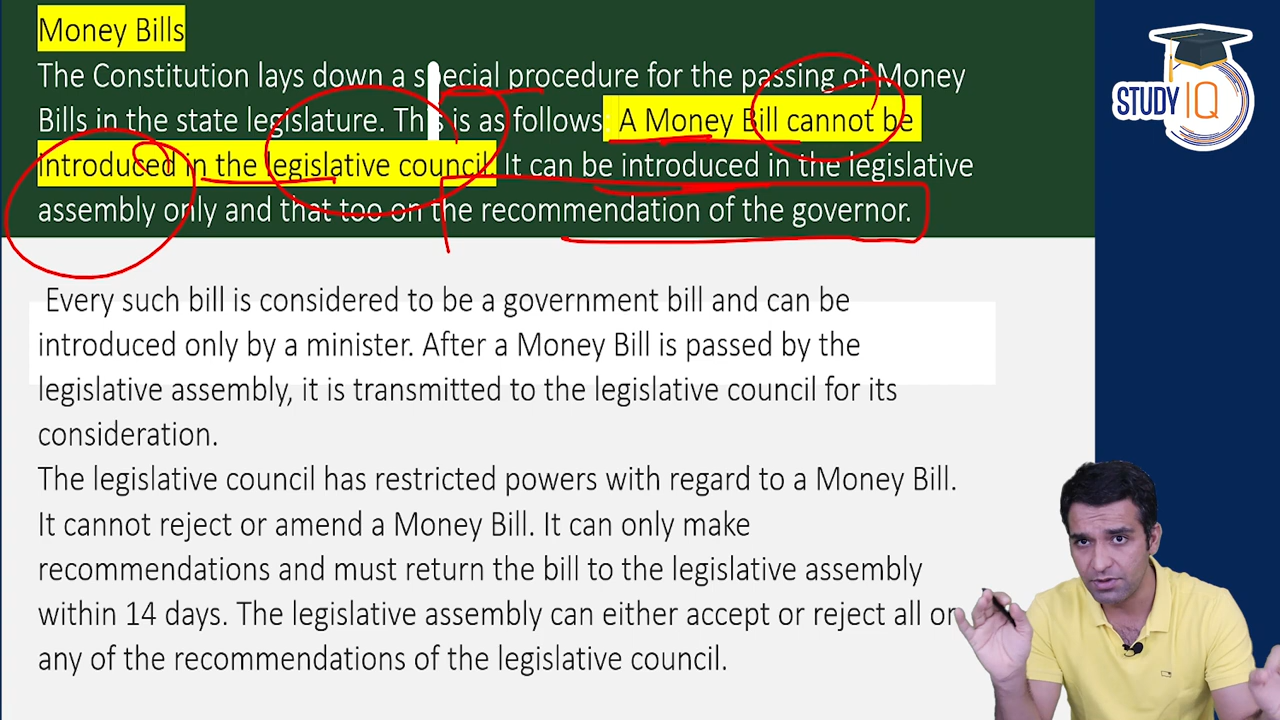 Money Bills
The Constitution lays down a special procedure for the passing of Money
Bills in the state legislature. This is as follows: A Money Bill cannot be
introduced in the legislative council. It can be introduced in the legislative
assembly only and that too on the recommendation of the governor.
Every such bill is considered to be a government bill and can be
introduced only by a minister. After a Money Bill is passed by the
legislative assembly, it is transmitted to the legislative council for its
consideration.
The legislative council has restricted powers with regard to a Money Bill.
It cannot reject or amend a Money Bill. It can only make
recommendations and must return the bill to the legislative assembly
within 14 days. The legislative assembly can either accept or reject all or
any of the recommendations of the legislative council.
STUDY IQ